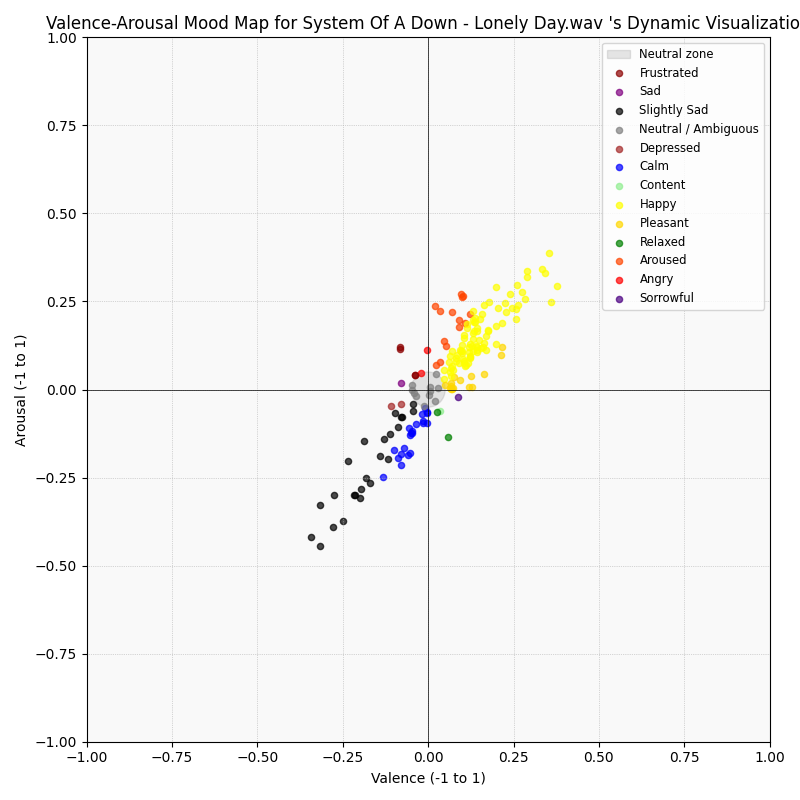 Valence-Arousal Mood Map for System Of A Down - Lonely Day.wav 's Dynamic Visualizatio
1.00
0.75
0.50
0.25
0.00
−0.25
−0.50
−0.75
−1.00
Arousal (-1 to 1)
Neutral zone
Frustrated
Sad
Slightly Sad
Neutral / Ambiguous
Depressed
Calm
Content
Happy
Pleasant
Relaxed
Aroused
Angry
Sorrowful
−1.00 −0.75 −0.50 −0.25 0.00 0.25 0.50 0.75 1.00
Valence (-1 to 1)